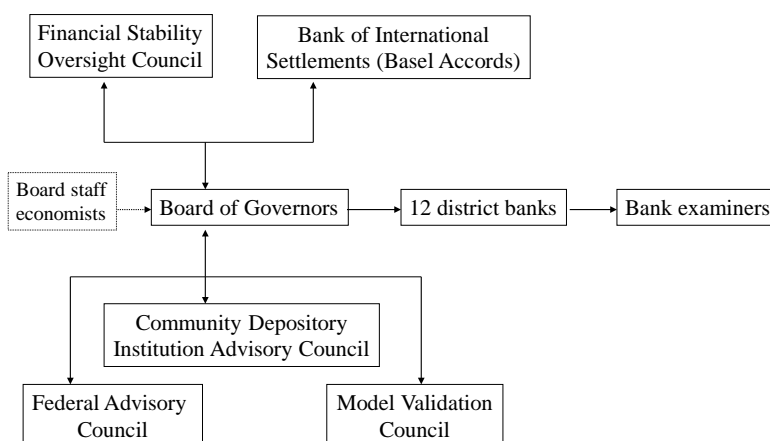 Financial Stability
Oversight Council
Bank of International
Settlements (Basel Accords)
Board staff
economists
Board of Governors
12 district banks
Bank examiners
Community Depository
Institution Advisory Council
Federal Advisory
Council
Model Validation
Council